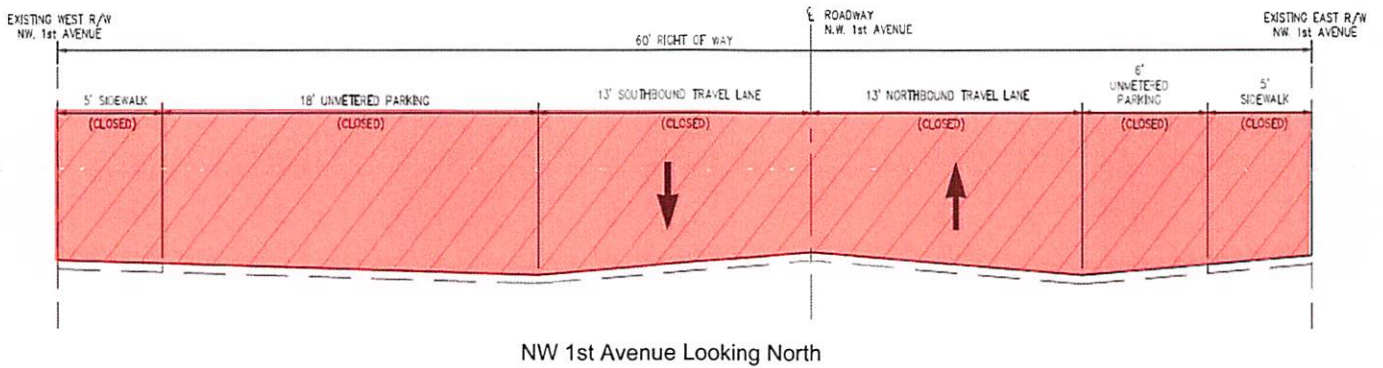 EXISTING WEST R/W
NW. 1st AVENUE
℄ ROADWAY
N.W. 1st AVENUE
EXISTING EAST R/W
NW 1st AVENUE
60' RIGHT OF WAY
5' SIDEWALK
18' UNMETERED PARKING
13' SOUTHBOUND TRAVEL LANE
13' NORTHBOUND TRAVEL LANE
6'
UNMETERED
PARKING
5'
SIDEWALK
(CLOSED)
(CLOSED)
(CLOSED)
(CLOSED)
(CLOSED)
(CLOSED)
NW 1st Avenue Looking North